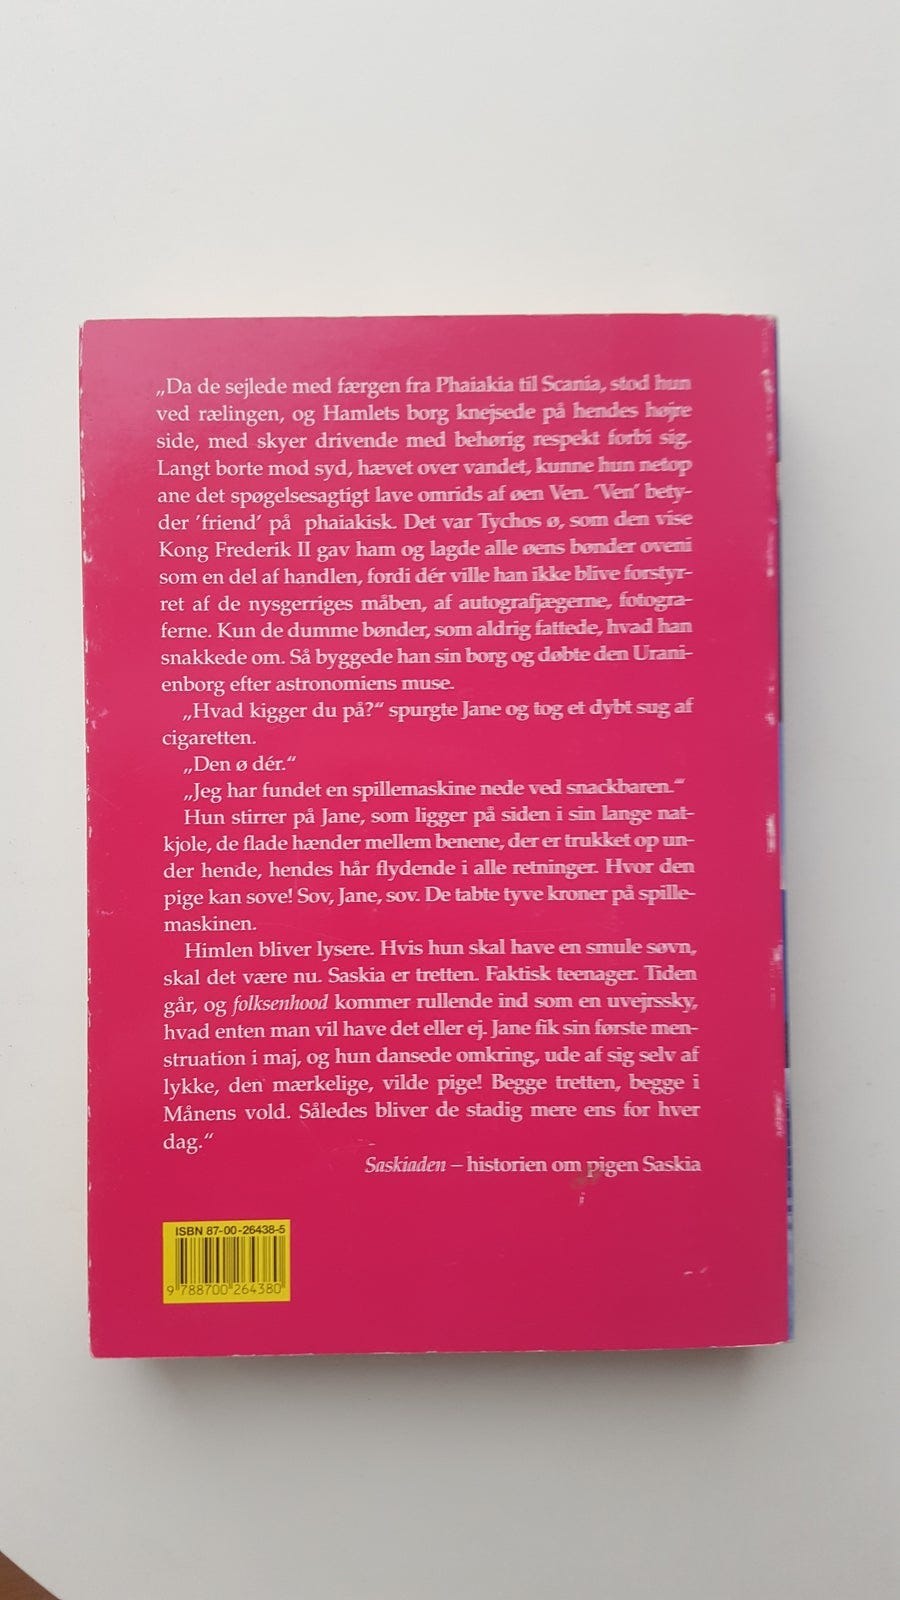 „Da de sejlede med færgen fra Phaiakia til Scania, stod hun
ved rælingen, og Hamlets borg knejsede på hendes højre
side, med skyer drivende med behørig respekt forbi sig.
Langt borte mod syd, hævet over vandet, kunne hun netop
ane det spøgelsesagtigt lave omrids af øen Ven. 'Ven' bety-
der 'friend' på phaiakisk. Det var Tychos ø, som den vise
Kong Frederik II gav ham og lagde alle øens bønder oveni
som en del af handlen, fordi dér ville han ikke blive forstyr-
ret af de nysgerriges måben, af autografjægerne, fotogra-
ferne. Kun de dumme bønder, som aldrig fattede, hvad han
snakkede om. Så byggede han sin borg og døbte den Urani-
enborg efter astronomiens muse.
„Hvad kigger du på?“ spurgte Jane og tog et dybt sug af
cigaretten.
„Den ø dér.“
„Jeg har fundet en spillemaskine nede ved snackbaren.“
Hun stirrer på Jane, som ligger på siden i sin lange nat-
kjole, de flade hænder mellem benene, der er trukket op un-
der hende, hendes hår flydende i alle retninger. Hvor den
pige kan sove! Sov, Jane, sov. De tabte tyve kroner på spille-
maskinen.
Himlen bliver lysere. Hvis hun skal have en smule søvn,
skal det være nu. Saskia er tretten. Faktisk teenager. Tiden
går, og folksenhood kommer rullende ind som en uvejrssky,
hvad enten man vil have det eller ej. Jane fik sin første men-
struation i maj, og hun dansede omkring, ude af sig selv af
lykke, den mærkelige, vilde pige! Begge tretten, begge i
Månens vold. Således bliver de stadig mere ens for hver
dag.“
Saskiaden – historien om pigen Saskia
ISBN 87-00-26438-5
9 788700 264380